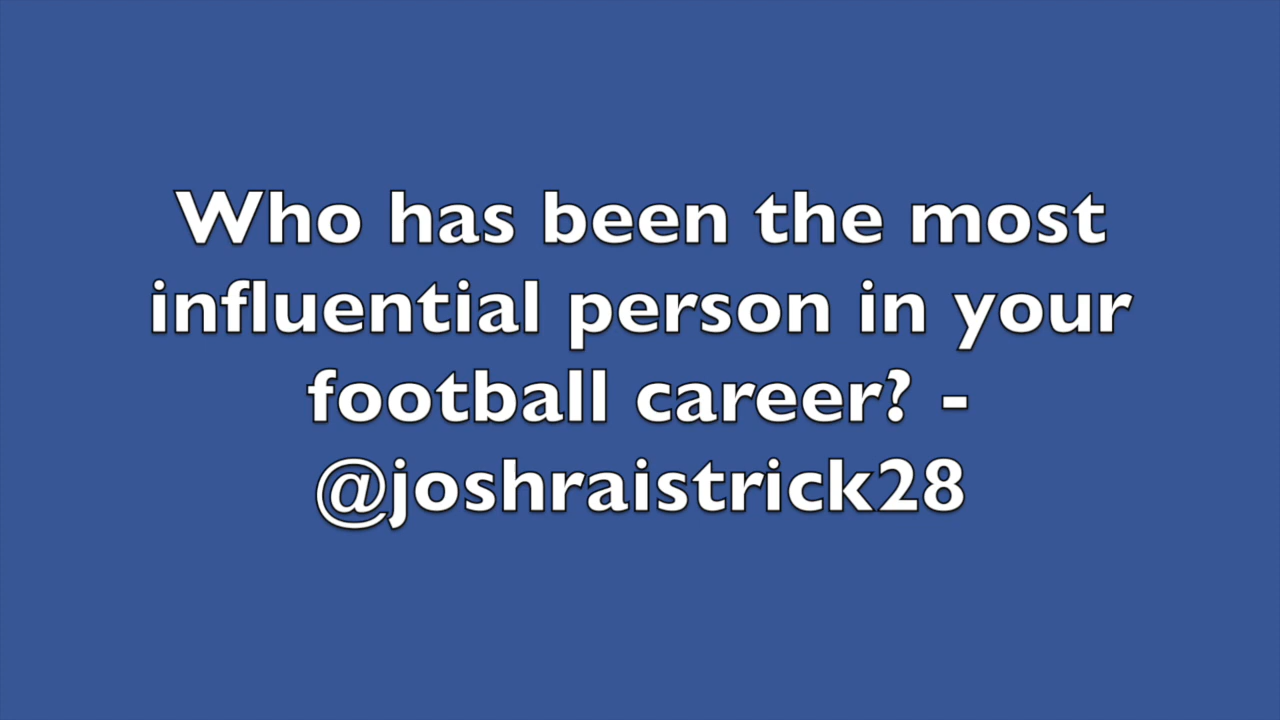 Who has been the most
influential person in your
football career? -
@joshraistrick28